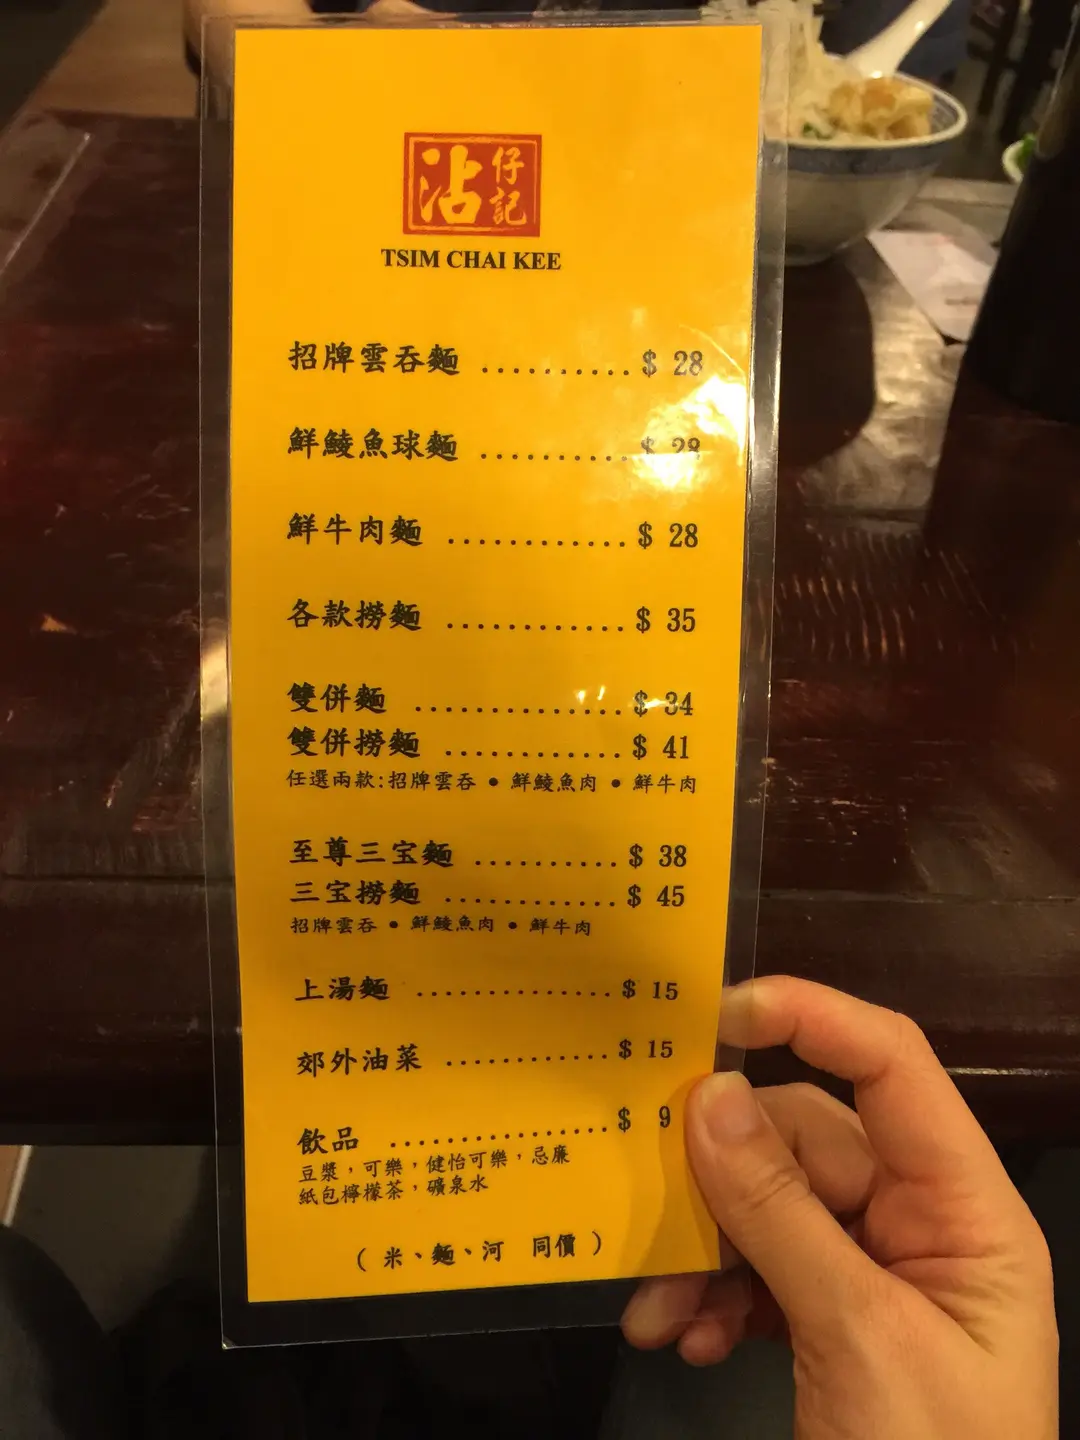 沾仔記
TSIM CHAI KEE
招牌雲吞麵 .......... $ 28
鮮鯪魚球麵 .......... $ 28
鮮牛肉麵 ............ $ 28
各款撈麵 ............ $ 35
雙併麵 .............. $ 34
雙併撈麵 ............ $ 41
任選兩款:招牌雲吞 • 鮮鯪魚肉 • 鮮牛肉
至尊三宝麵 .......... $ 38
三宝撈麵 ............ $ 45
招牌雲吞 • 鮮鯪魚肉 • 鮮牛肉
上湯麵 .............. $ 15
郊外油菜 ............ $ 15
飲品 ................ $ 9
豆漿，可樂，健怡可樂，忌廉
紙包檸檬茶，礦泉水
( 米、麵、河 同價 )